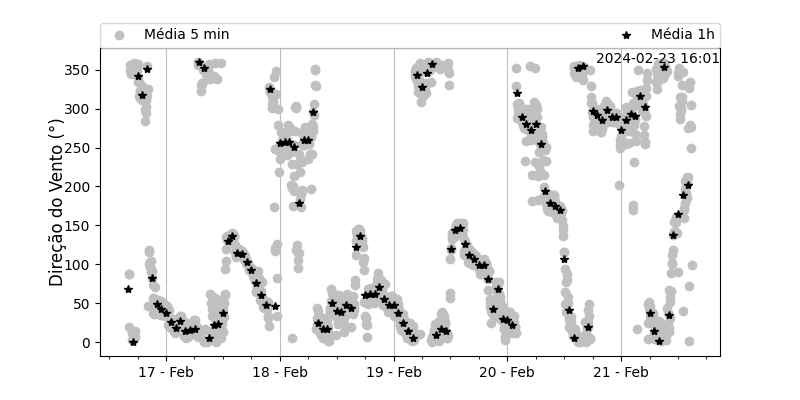 Média 5 min
Média 1h
2024-02-23 16:01
Direção do Vento (°)
350
300
250
200
150
100
50
0
17 - Feb
18 - Feb
19 - Feb
20 - Feb
21 - Feb